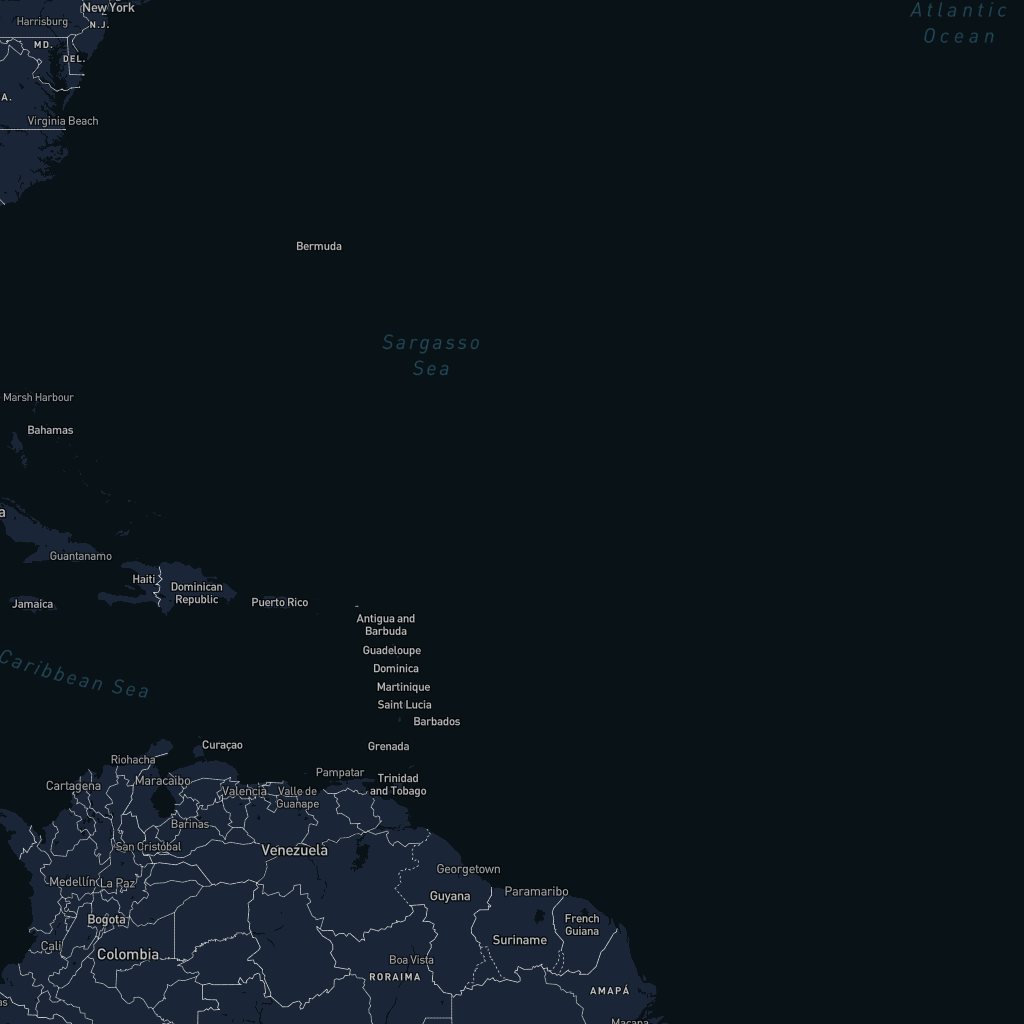 New York
Atlantic
Ocean
Harrisburg
N.J.
MD.
DEL.
A.
Virginia Beach
Bermuda
Sargasso
Sea
Marsh Harbour
Bahamas
a
Guantanamo
Haiti
Dominican
Republic
Jamaica
Puerto Rico
Antigua and
Barbuda
Guadeloupe
Caribbean Sea
Dominica
Martinique
Saint Lucia
Barbados
Curaçao
Grenada
Riohacha
Pampatar
Maracaibo
Trinidad
and Tobago
Cartagena
Valencia
Valle de
Guanape
Barinas
San Cristóbal
Venezuela
Georgetown
Medellín
La Paz
Paramaribo
Guyana
Bogota
French
Guiana
Suriname
Cali
Colombia
Boa Vista
RORAIMA
AMAPÁ
as
Macapa